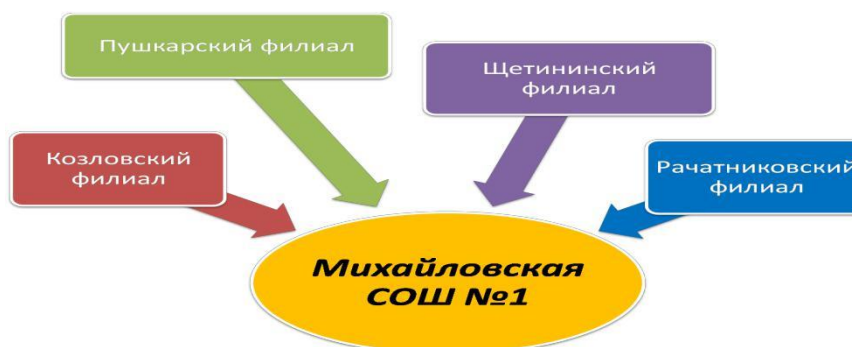 Пушкарский филиал
Щетининский
филиал
Козловский
филиал
Рачатниковский
филиал
Михайловская
СОШ №1